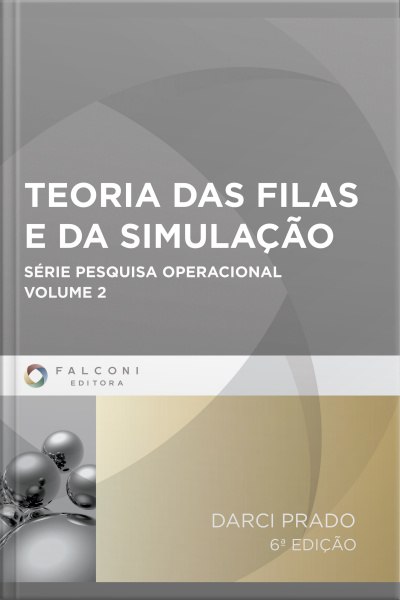 TEORIA DAS FILAS
E DA SIMULAÇÃO
SÉRIE PESQUISA OPERACIONAL
VOLUME 2
FALCONI
EDITORA
DARCI PRADO
6ª EDIÇÃO